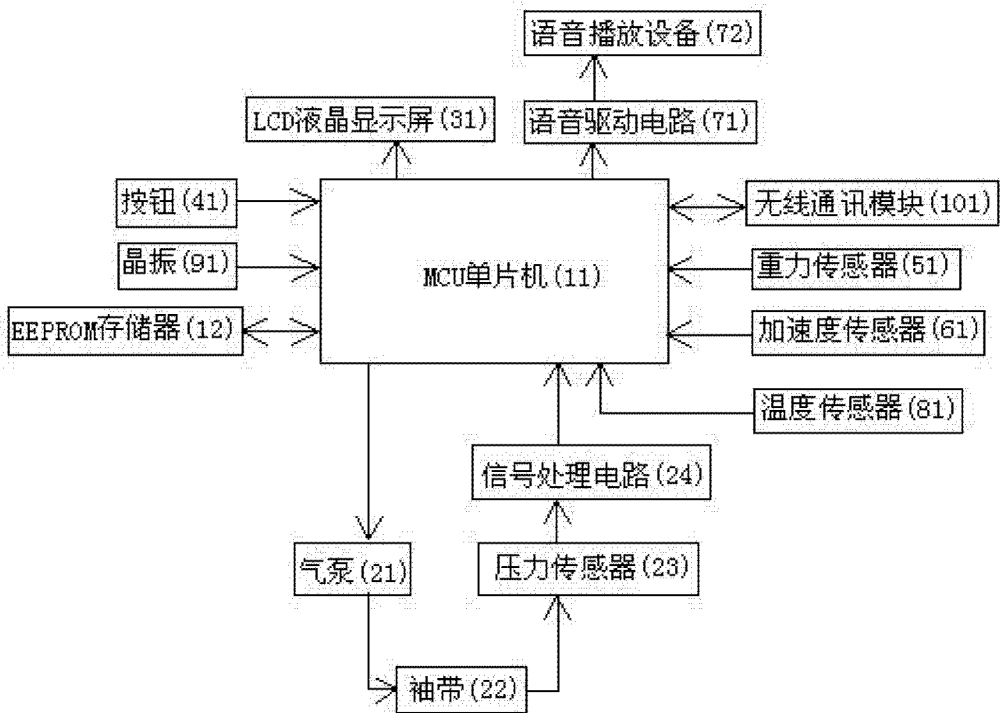 语音播放设备(72)
LCD液晶显示屏(31)
语音驱动电路(71)
按钮(41)
无线通讯模块(101)
晶振(91)
MCU单片机(11)
重力传感器(51)
EEPROM存储器(12)
加速度传感器(61)
温度传感器(81)
信号处理电路(24)
气泵(21)
压力传感器(23)
袖带(22)